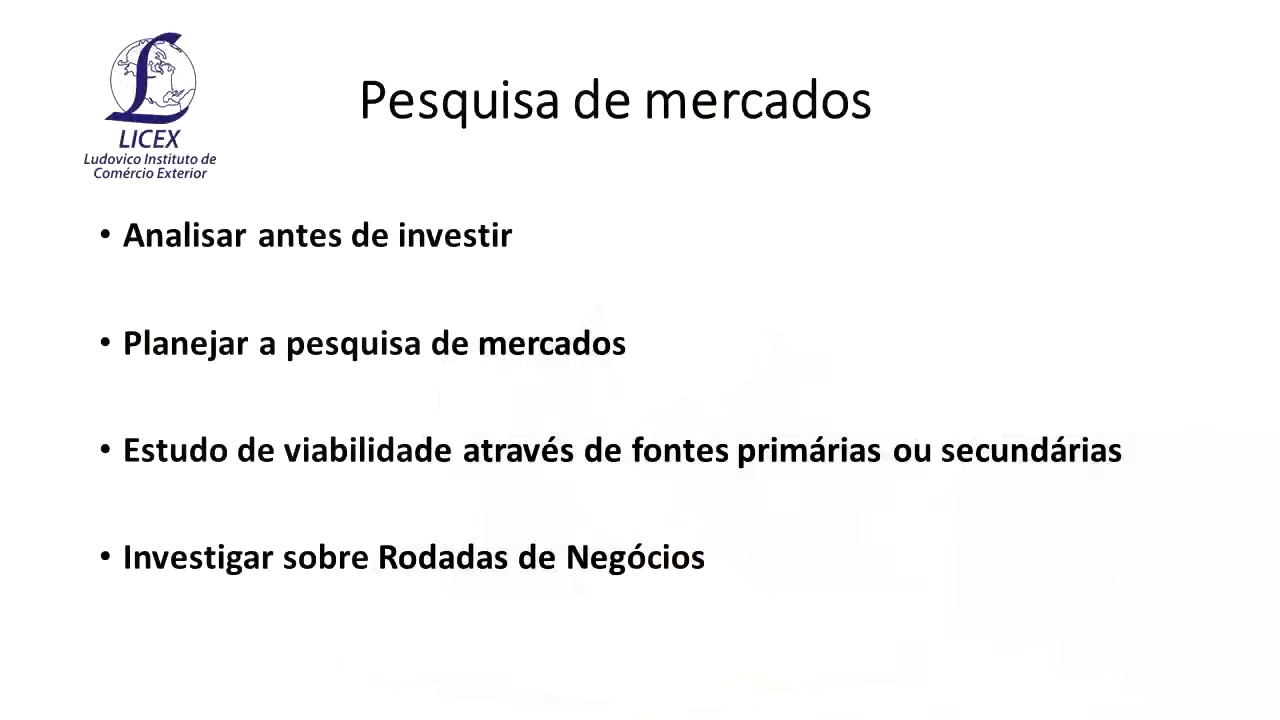 LICEX
Ludovico Instituto de
Comércio Exterior
Pesquisa de mercados
• Analisar antes de investir
• Planejar a pesquisa de mercados
• Estudo de viabilidade através de fontes primárias ou secundárias
• Investigar sobre Rodadas de Negócios